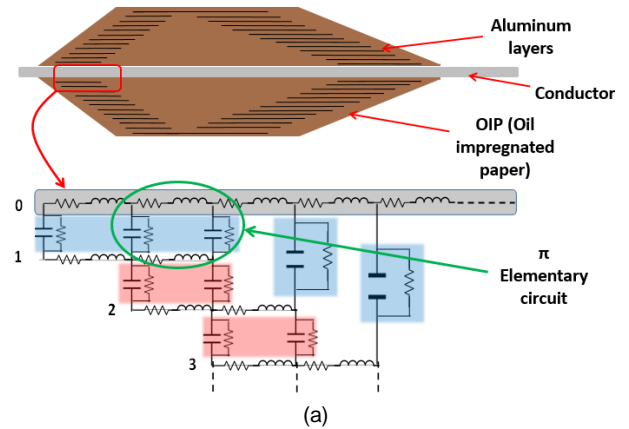 Aluminum
layers
Conductor
OIP (Oil
impregnated
paper)
0
1
π
Elementary
circuit
2
3
(a)